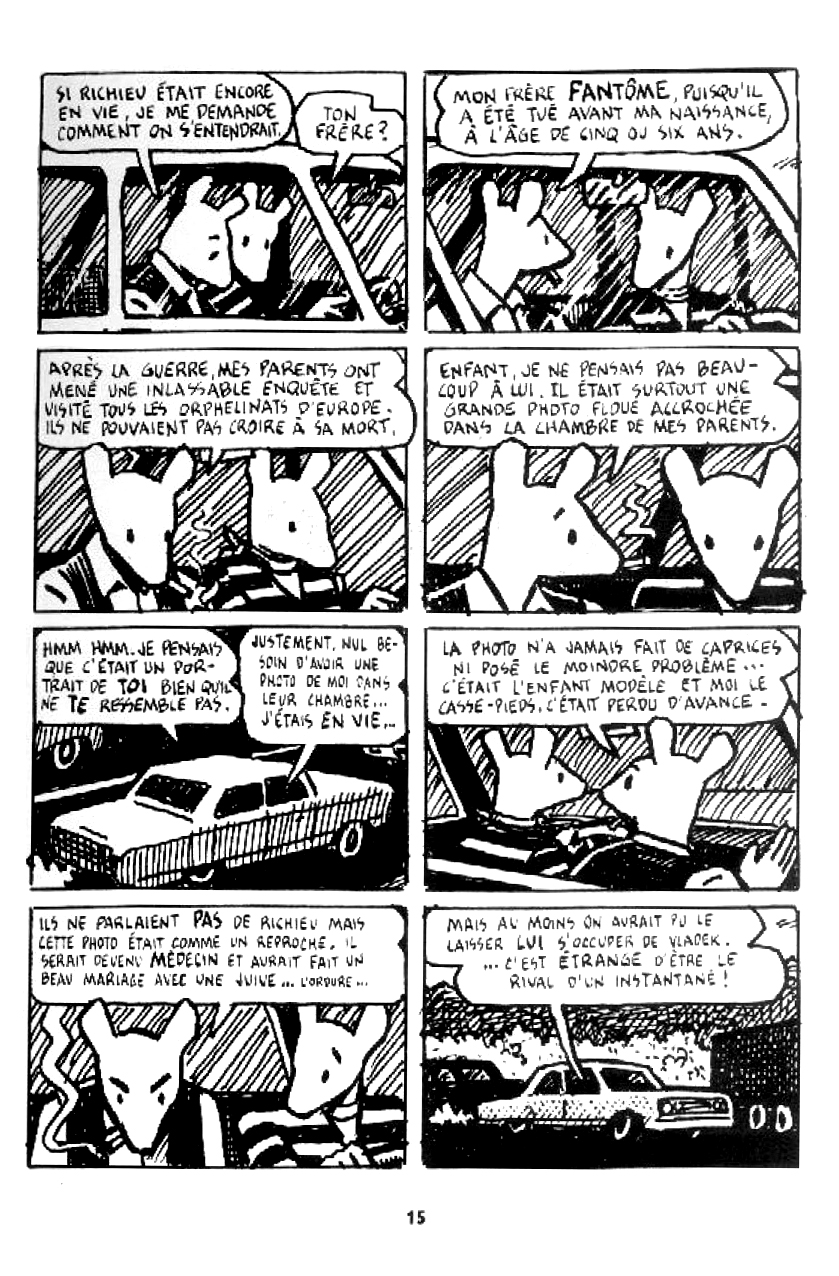 SI RICHIEU ÉTAIT ENCORE
EN VIE, JE ME DEMANDE
COMMENT ON S'ENTENDRAIT.
TON
FRÈRE?
MON FRÈRE FANTÔME, PUISQU'IL
A ÉTÉ TUÉ AVANT MA NAISSANCE,
À L'ÂGE DE CINQ OU SIX ANS.
APRÈS LA GUERRE, MES PARENTS ONT
MENÉ UNE INLASSABLE ENQUÊTE ET
VISITÉ TOUS LES ORPHELINATS D'EUROPE.
ILS NE POUVAIENT PAS CROIRE À SA MORT.
ENFANT, JE NE PENSAIS PAS BEAU-
COUP À LUI. IL ÉTAIT SURTOUT UNE
GRANDE PHOTO FLOUE ACCROCHÉE
DANS LA CHAMBRE DE MES PARENTS.
HMM HMM. JE PENSAIS
QUE C'ÉTAIT UN POR-
TRAIT DE TOI BIEN QU'IL
NE TE RESSEMBLE PAS.
JUSTEMENT, NUL BE-
SOIN D'AVOIR UNE
PHOTO DE MOI DANS
LEUR CHAMBRE...
J'ÉTAIS EN VIE...
LA PHOTO N'A JAMAIS FAIT DE CAPRICES
NI POSÉ LE MOINDRE PROBLÈME...
C'ÉTAIT L'ENFANT MODÈLE ET MOI LE
CASSE-PIEDS. C'ÉTAIT PERDU D'AVANCE.
ILS NE PARLAIENT PAS DE RICHIEU MAIS
CETTE PHOTO ÉTAIT COMME UN REPROCHE. IL
SERAIT DEVENU MÉDECIN ET AURAIT FAIT UN
BEAU MARIAGE AVEC UNE JUIVE... L'ORDURE...
MAIS AU MOINS ON AURAIT PU LE
LAISSER LUI S'OCCUPER DE VLADEK.
... C'EST ÉTRANGE D'ÊTRE LE
RIVAL D'UN INSTANTANÉ!
15